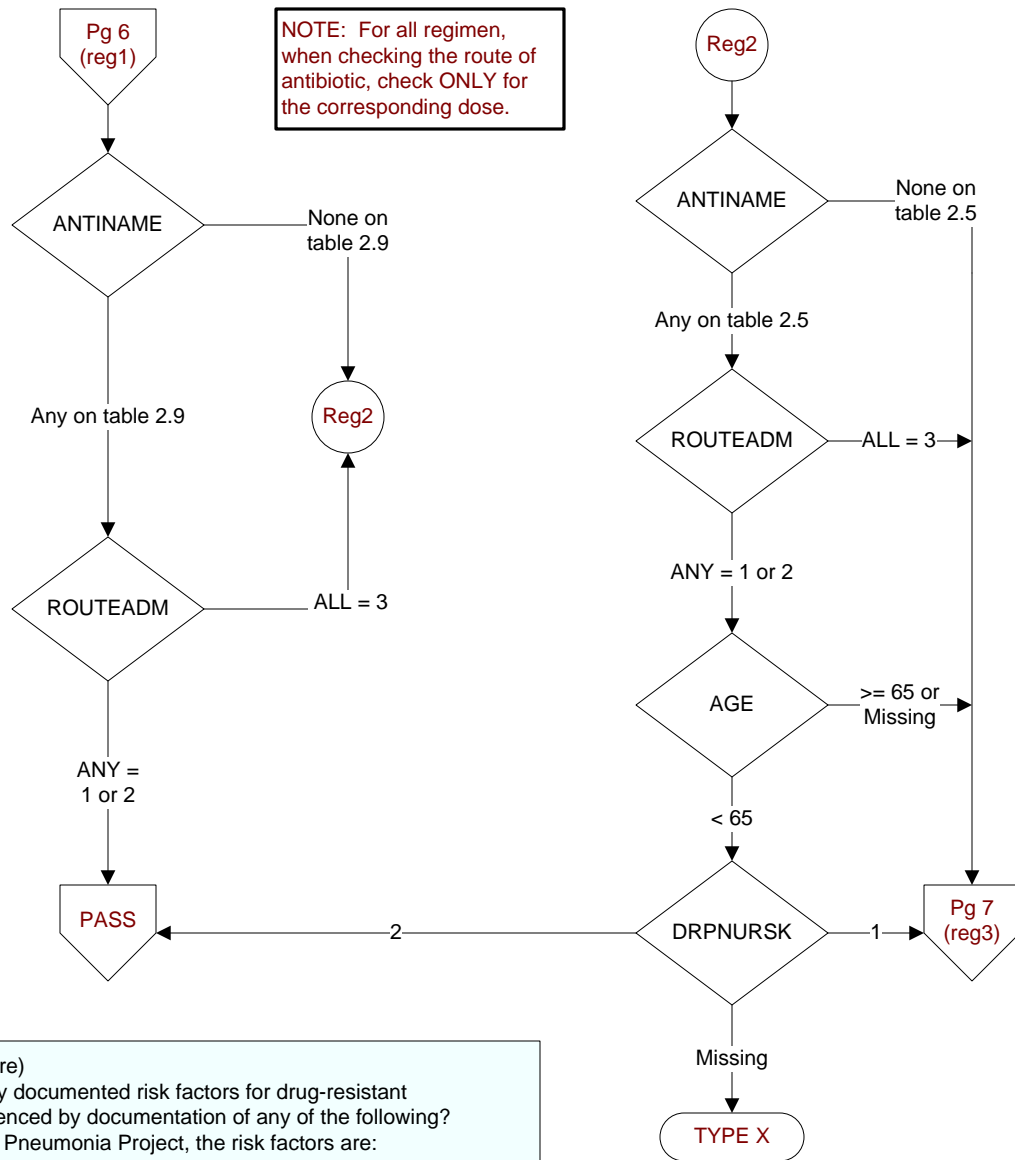 Pg 6
(reg1)
NOTE: For all regimen,
when checking the route of
antibiotic, check ONLY for
the corresponding dose.
ANTINAME
None on
table 2.9
Any on table 2.9
Reg2
ROUTEADM
ALL = 3
ANY =
1 or 2
PASS
Reg2
ANTINAME
None on
table 2.5
Any on table 2.5
ROUTEADM
ALL = 3
ANY = 1 or 2
AGE
>= 65 or
Missing
< 65
DRPNURSK
2
1
Pg 7
(reg3)
Missing
TYPE X
re)
y documented risk factors for drug-resistant
enced by documentation of any of the following?
Pneumonia Project, the risk factors are: